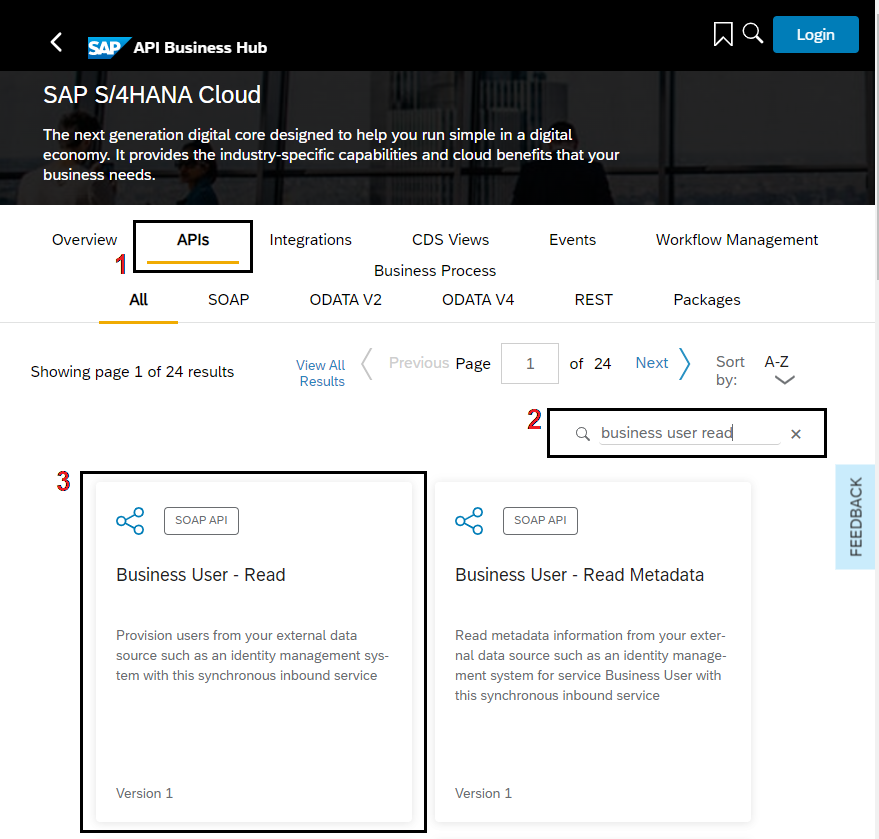 SAP API Business Hub
Login
SAP S/4HANA Cloud
The next generation digital core designed to help you run simple in a digital
economy. It provides the industry-specific capabilities and cloud benefits that your
business needs.
Overview APIs Integrations CDS Views Events Workflow Management
1
Business Process
All SOAP ODATA V2 ODATA V4 REST Packages
Showing page 1 of 24 results
View All
Results
Previous Page 1 of 24 Next
Sort
by:
A-Z
2
business user read
3
SOAP API
Business User - Read
Provision users from your external data
source such as an identity management sys-
tem with this synchronous inbound service
Version 1
SOAP API
Business User - Read Metadata
Read metadata information from your exter-
nal data source such as an identity manage-
ment system for service Business User with
this synchronous inbound service
Version 1
FEEDBACK